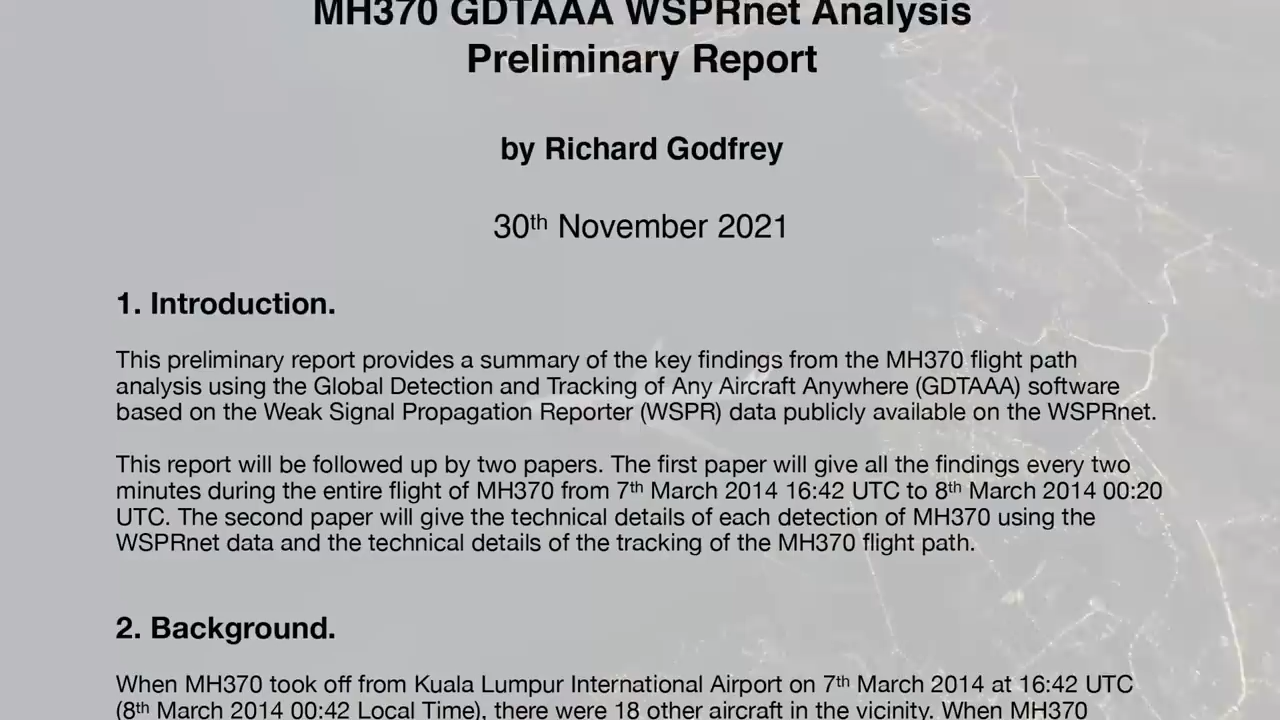 MH370 GDTAAA WSPRnet Analysis
Preliminary Report
by Richard Godfrey
30th November 2021
1. Introduction.
This preliminary report provides a summary of the key findings from the MH370 flight path
analysis using the Global Detection and Tracking of Any Aircraft Anywhere (GDTAAA) software
based on the Weak Signal Propagation Reporter (WSPR) data publicly available on the WSPRnet.
This report will be followed up by two papers. The first paper will give all the findings every two
minutes during the entire flight of MH370 from 7th March 2014 16:42 UTC to 8th March 2014 00:20
UTC. The second paper will give the technical details of each detection of MH370 using the
WSPRnet data and the technical details of the tracking of the MH370 flight path.
2. Background.
When MH370 took off from Kuala Lumpur International Airport on 7th March 2014 at 16:42 UTC
(8th March 2014 00:42 Local Time), there were 18 other aircraft in the vicinity. When MH370